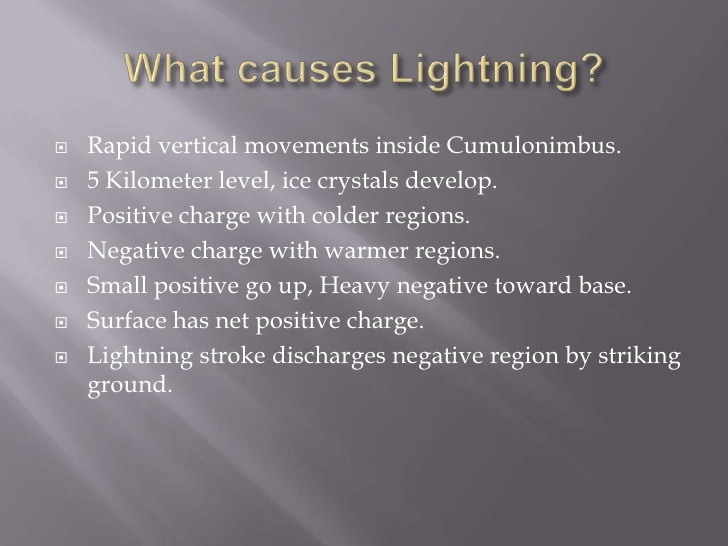 What causes Lightning?
Rapid vertical movements inside Cumulonimbus.
5 Kilometer level, ice crystals develop.
Positive charge with colder regions.
Negative charge with warmer regions.
Small positive go up, Heavy negative toward base.
Surface has net positive charge.
Lightning stroke discharges negative region by striking
ground.